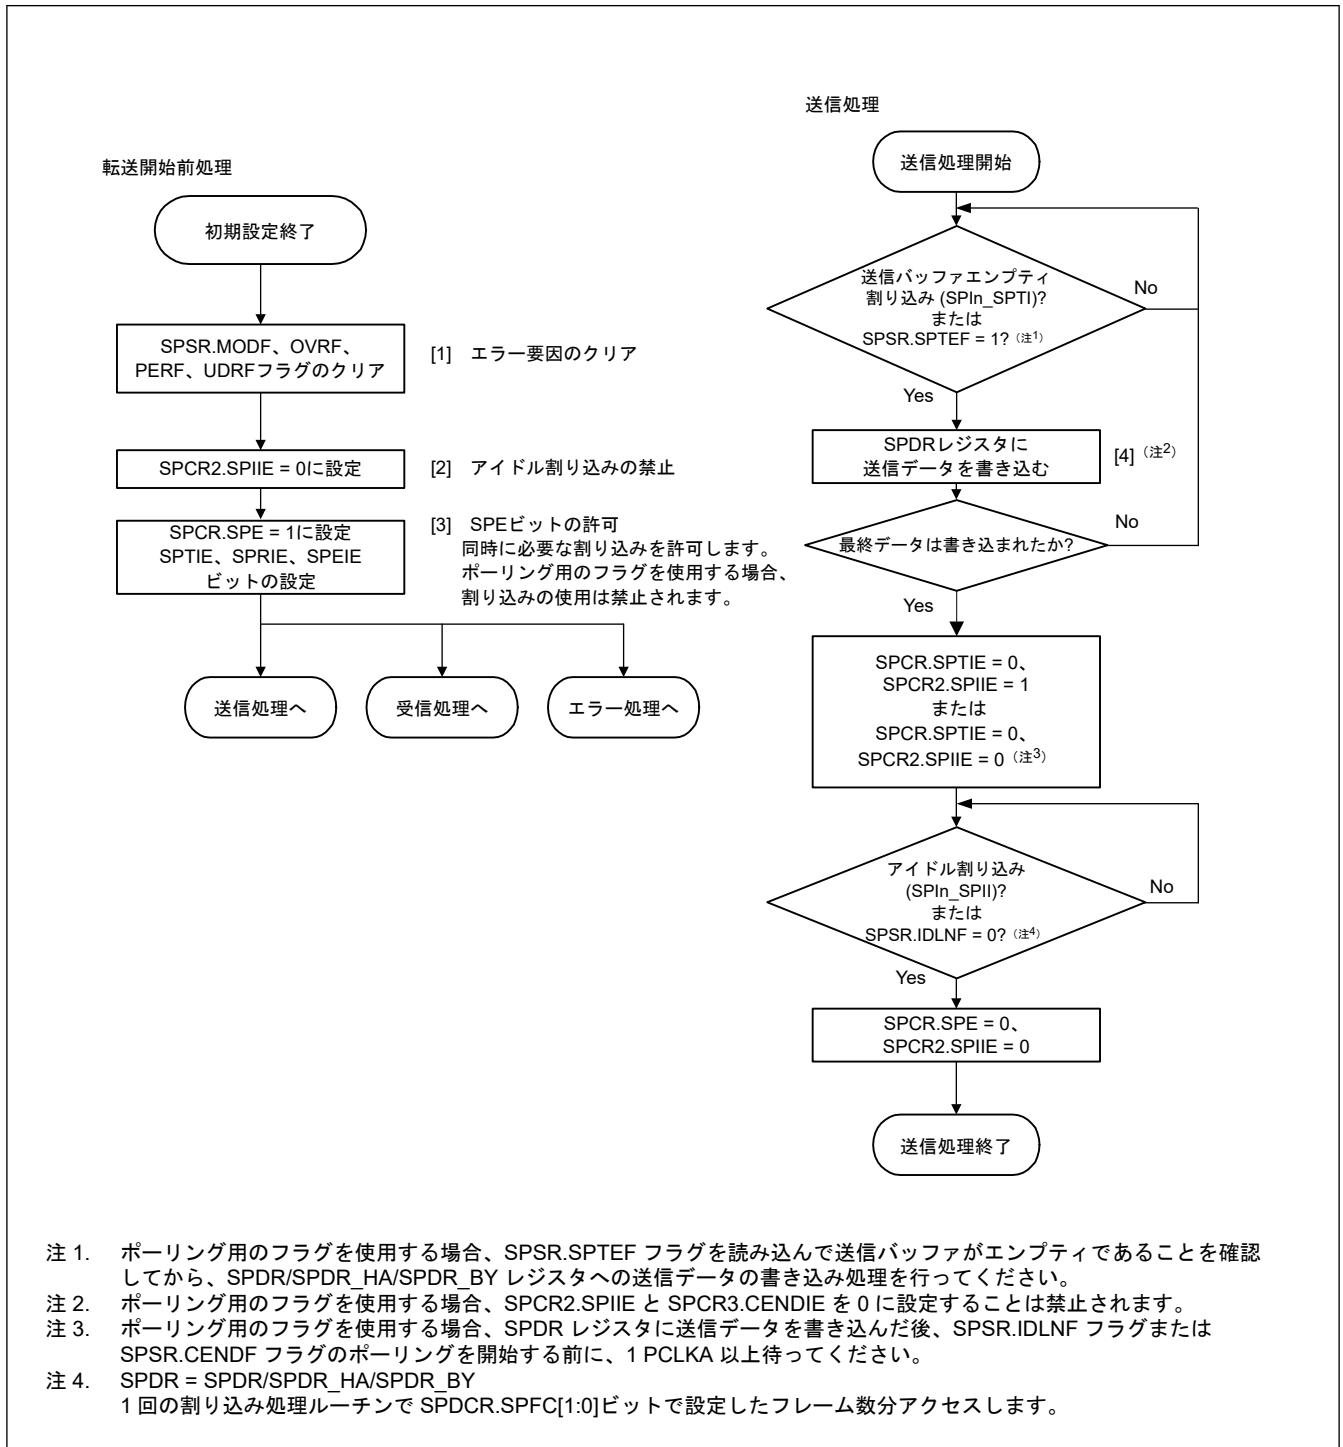 転送開始前処理
初期設定終了
SPSR.MODF、OVRF、
PERF、UDRFフラグのクリア
[1] エラー要因のクリア
SPCR2.SPIIE = 0に設定
[2] アイドル割り込みの禁止
SPCR.SPE = 1に設定
SPTIE、SPRIE、SPEIE
ビットの設定
[3] SPEビットの許可
同時に必要な割り込みを許可します。
ポーリング用のフラグを使用する場合、
割り込みの使用は禁止されます。
送信処理へ
受信処理へ
エラー処理へ
送信処理
送信処理開始
送信バッファエンプティ
割り込み (SPIn_SPTI)?
または
SPSR.SPTEF = 1? (注1)
No
Yes
SPDRレジスタに
送信データを書き込む
[4] (注2)
最終データは書き込まれたか?
No
Yes
SPCR.SPTIE = 0、
SPCR2.SPIIE = 1
または
SPCR.SPTIE = 0、
SPCR2.SPIIE = 0 (注3)
アイドル割り込み
(SPIn_SPII)?
または
SPSR.IDLNF = 0? (注4)
No
Yes
SPCR.SPE = 0、
SPCR2.SPIIE = 0
送信処理終了
注 1. ポーリング用のフラグを使用する場合、SPSR.SPTEF フラグを読み込んで送信バッファがエンプティであることを確認
してから、SPDR/SPDR_HA/SPDR_BY レジスタへの送信データの書き込み処理を行ってください。
注 2. ポーリング用のフラグを使用する場合、SPCR2.SPIIE と SPCR3.CENDIE を 0 に設定することは禁止されます。
注 3. ポーリング用のフラグを使用する場合、SPDR レジスタに送信データを書き込んだ後、SPSR.IDLNF フラグまたは
SPSR.CENDF フラグのポーリングを開始する前に、1 PCLKA 以上待ってください。
注 4. SPDR = SPDR/SPDR_HA/SPDR_BY
1 回の割り込み処理ルーチンで SPDCR.SPFC[1:0]ビットで設定したフレーム数分アクセスします。